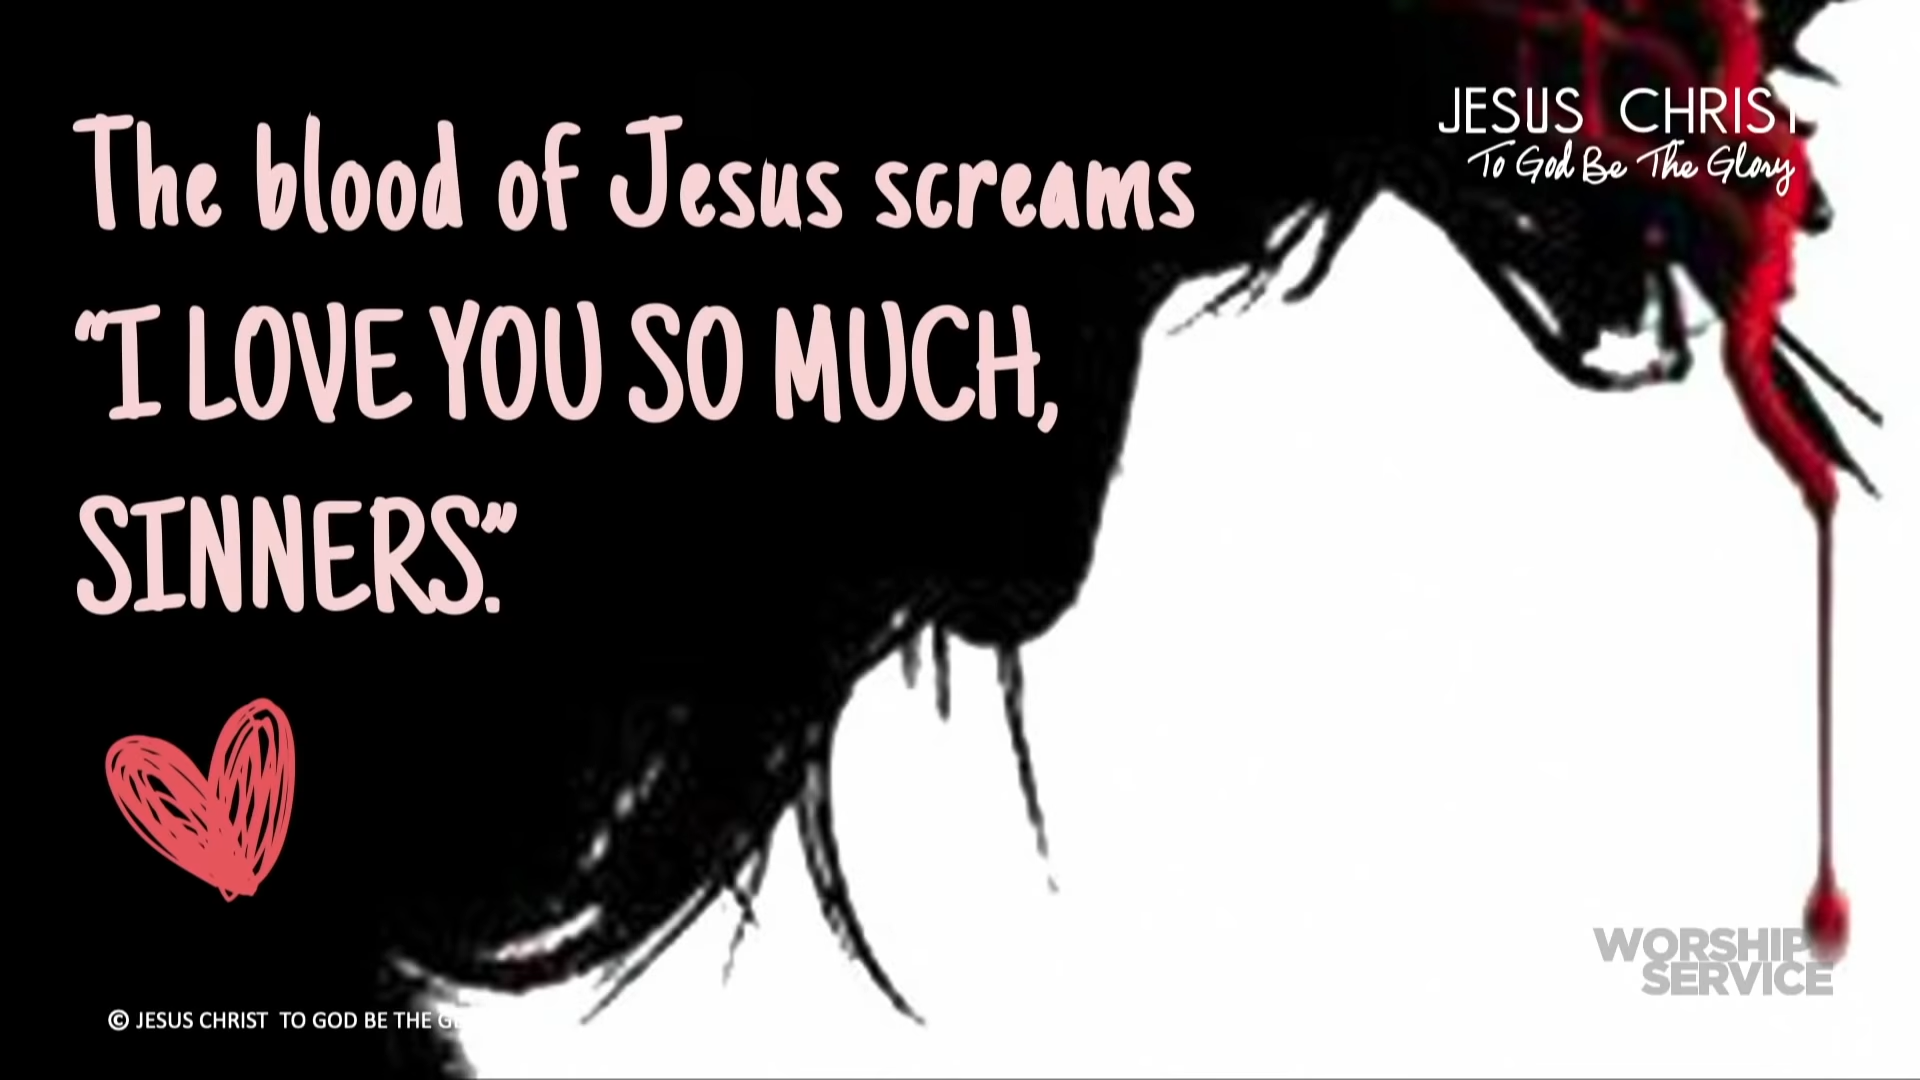 The blood of Jesus screams
“I LOVE YOU SO MUCH,
SINNERS.”
JESUS CHRIST
To God Be The Glory
WORSHIP
SERVICE
© JESUS CHRIST TO GOD BE THE